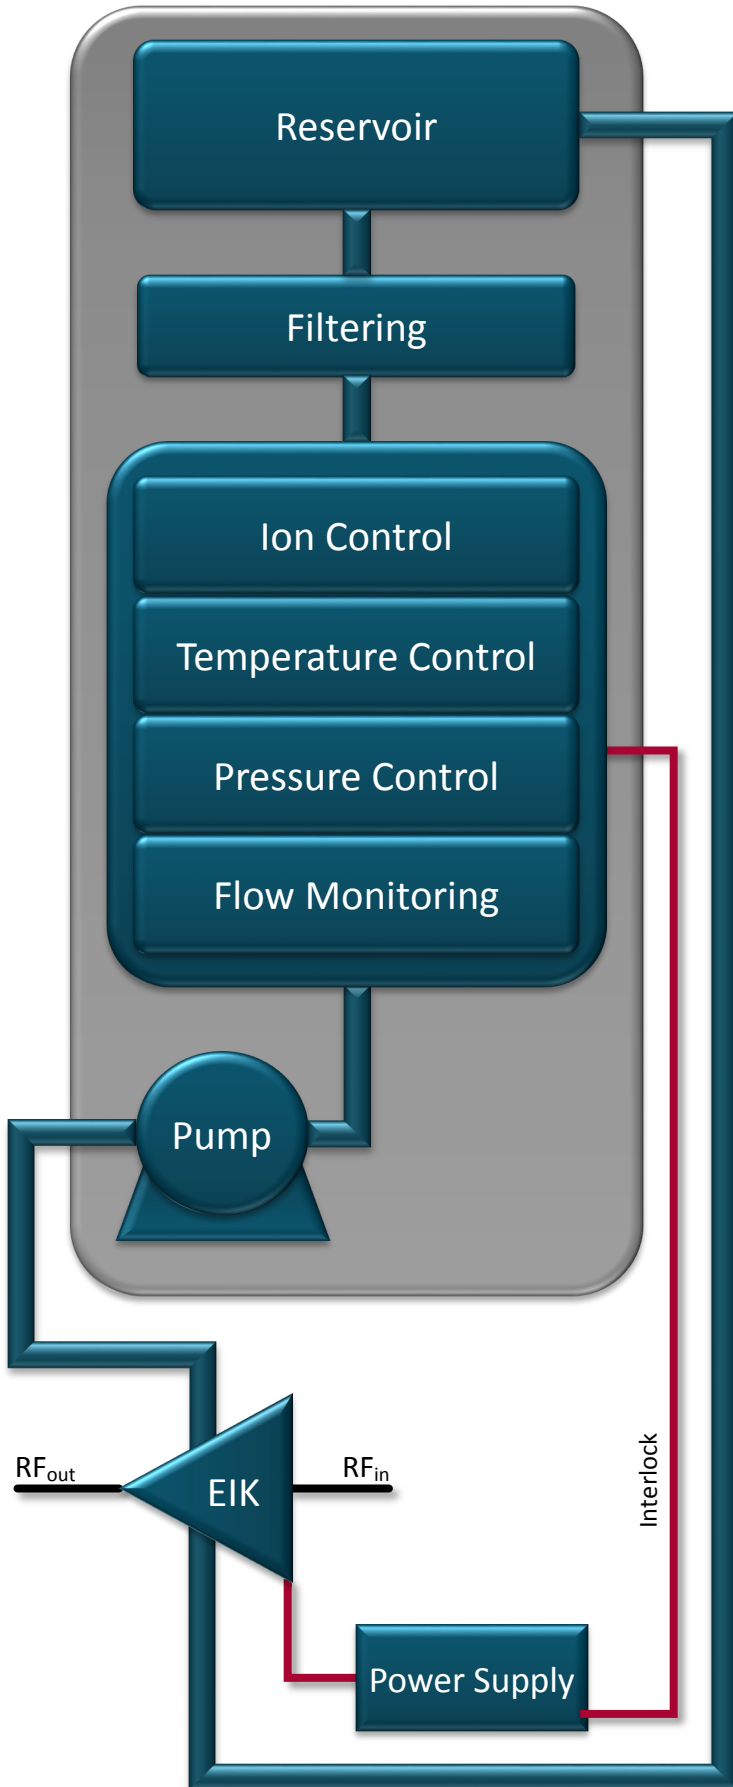 Reservoir
Filtering
Ion Control
Temperature Control
Pressure Control
Flow Monitoring
Pump
Interlock
RFout
RFin
EIK
Power Supply